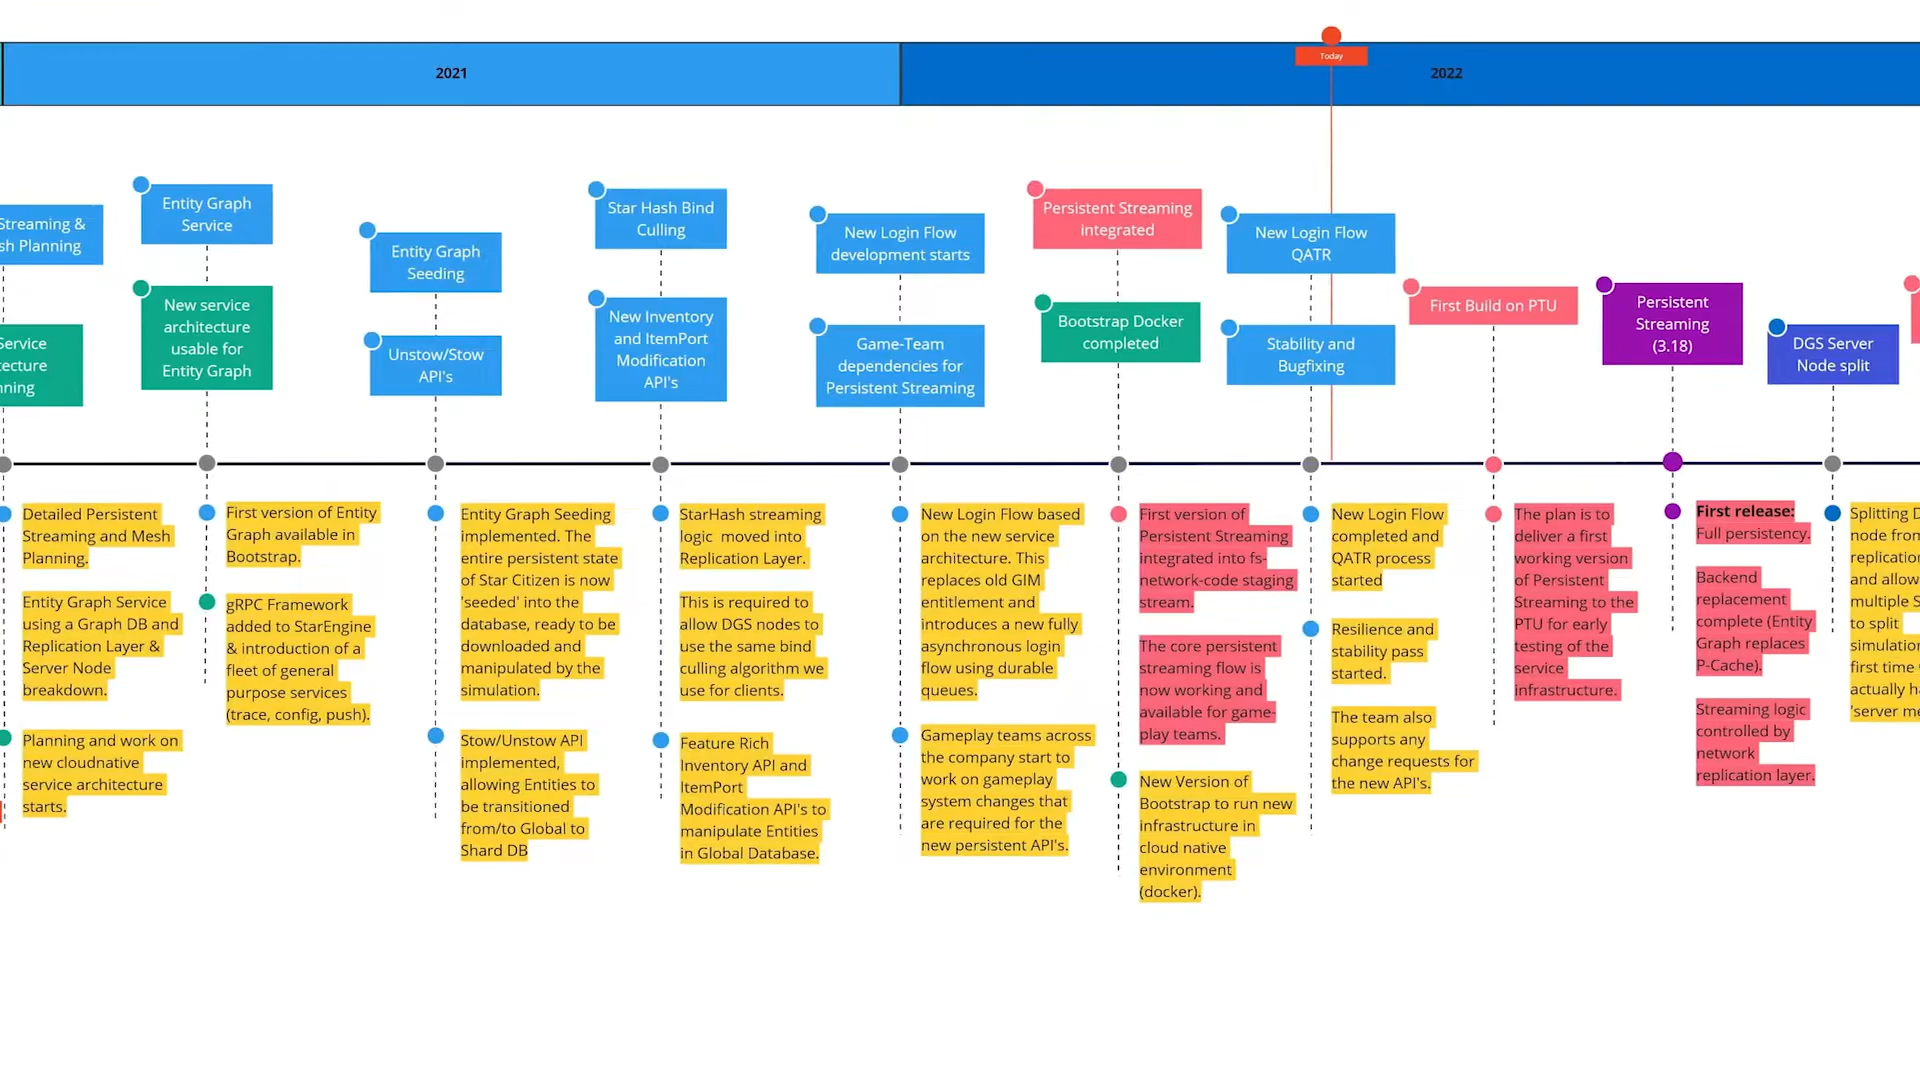 2021
Today
2022
Streaming &
sh Planning
Service
tecture
nning
Entity Graph
Service
New service
architecture
usable for
Entity Graph
Entity Graph
Seeding
Unstow/Stow
API's
Star Hash Bind
Culling
New Inventory
and ItemPort
Modification
API's
New Login Flow
development starts
Game-Team
dependencies for
Persistent Streaming
Persistent Streaming
integrated
Bootstrap Docker
completed
New Login Flow
QATR
Stability and
Bugfixing
First Build on PTU
Persistent
Streaming
(3.18)
DGS Server
Node split
Detailed Persistent
Streaming and Mesh
Planning.
Entity Graph Service
using a Graph DB and
Replication Layer &
Server Node
breakdown.
Planning and work on
new cloudnative
service architecture
starts.
First version of Entity
Graph available in
Bootstrap.
gRPC Framework
added to StarEngine
& introduction of a
fleet of general
purpose services
(trace, config, push).
Entity Graph Seeding
implemented. The
entire persistent state
of Star Citizen is now
'seeded' into the
database, ready to be
downloaded and
manipulated by the
simulation.
Stow/Unstow API
implemented,
allowing Entities to
be transitioned
from/to Global to
Shard DB
StarHash streaming
logic moved into
Replication Layer.
This is required to
allow DGS nodes to
use the same bind
culling algorithm we
use for clients.
Feature Rich
Inventory API and
ItemPort
Modification API's to
manipulate Entities
in Global Database.
New Login Flow based
on the new service
architecture. This
replaces old GIM
entitlement and
introduces a new fully
asynchronous login
flow using durable
queues.
Gameplay teams across
the company start to
work on gameplay
system changes that
are required for the
new persistent API's.
First version of
Persistent Streaming
integrated into fs-
network-code staging
stream.
The core persistent
streaming flow is
now working and
available for game-
play teams.
New Version of
Bootstrap to run new
infrastructure in
cloud native
environment
(docker).
New Login Flow
completed and
QATR process
started
Resilience and
stability pass
started.
The team also
supports any
change requests for
the new API's.
The plan is to
deliver a first
working version
of Persistent
Streaming to the
PTU for early
testing of the
service
infrastructure.
First release:
Full persistency.
Backend
replacement
complete (Entity
Graph replaces
P-Cache).
Streaming logic
controlled by
network
replication layer.
Splitting D
node from
replication
and allow
multiple S
to split
simulation
first time
actually h
'server me